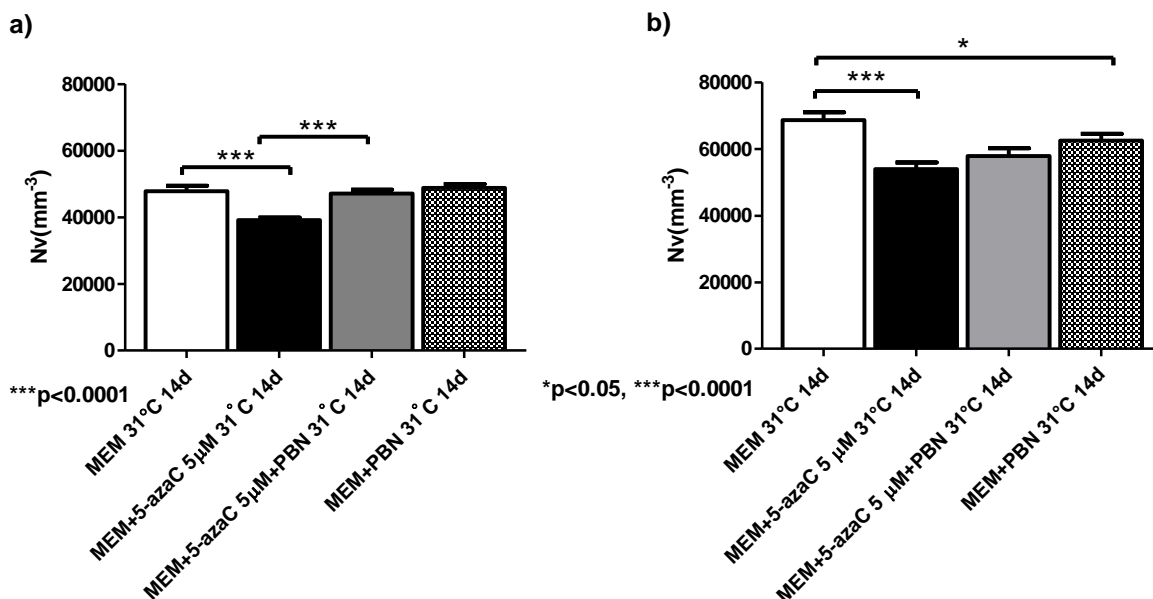 a)
80000
60000
40000
20000
0
Nv(mm-3)
***
***
***p<0.0001
MEM 31°C 14d
MEM+5-azaC 5μM 31°C 14d
MEM+5-azaC 5μM+PBN 31°C 14d
MEM+PBN 31°C 14d
b)
80000
60000
40000
20000
0
Nv(mm-3)
*
***
*p<0.05, ***p<0.0001
MEM 31°C 14d
MEM+5-azaC 5 μM 31°C 14d
MEM+5-azaC 5 μM+PBN 31°C 14d
MEM+PBN 31°C 14d